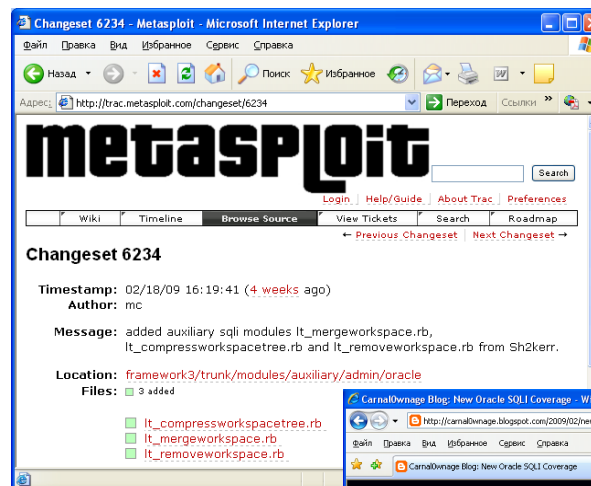 Changeset 6234 - Metasploit - Microsoft Internet Explorer
Файл Правка Вид Избранное Сервис Справка
Назад Поиск Избранное
Адрес: http://trac.metasploit.com/changeset/6234 Переход Ссылки »
metasploit
Search
Login | Help/Guide | About Trac | Preferences
Wiki Timeline Browse Source View Tickets Search Roadmap
← Previous Changeset | Next Changeset →
Changeset 6234
Timestamp: 02/18/09 16:19:41 (4 weeks ago)
Author: mc
Message: added auxiliary sqli modules lt_mergeworkspace.rb,
lt_compressworkspacetree.rb and lt_removeworkspace.rb from Sh2kerr.
Location: framework3/trunk/modules/auxiliary/admin/oracle
Files: 3 added
lt_compressworkspacetree.rb
lt_mergeworkspace.rb
lt_removeworkspace.rb
Carnal0wnage Blog: New Oracle SQLI Coverage - Wi
http://carnal0wnage.blogspot.com/2009/02/new
Файл Правка Вид Избранное Сервис Справка
Carnal0wnage Blog: New Oracle SQLI Coverage